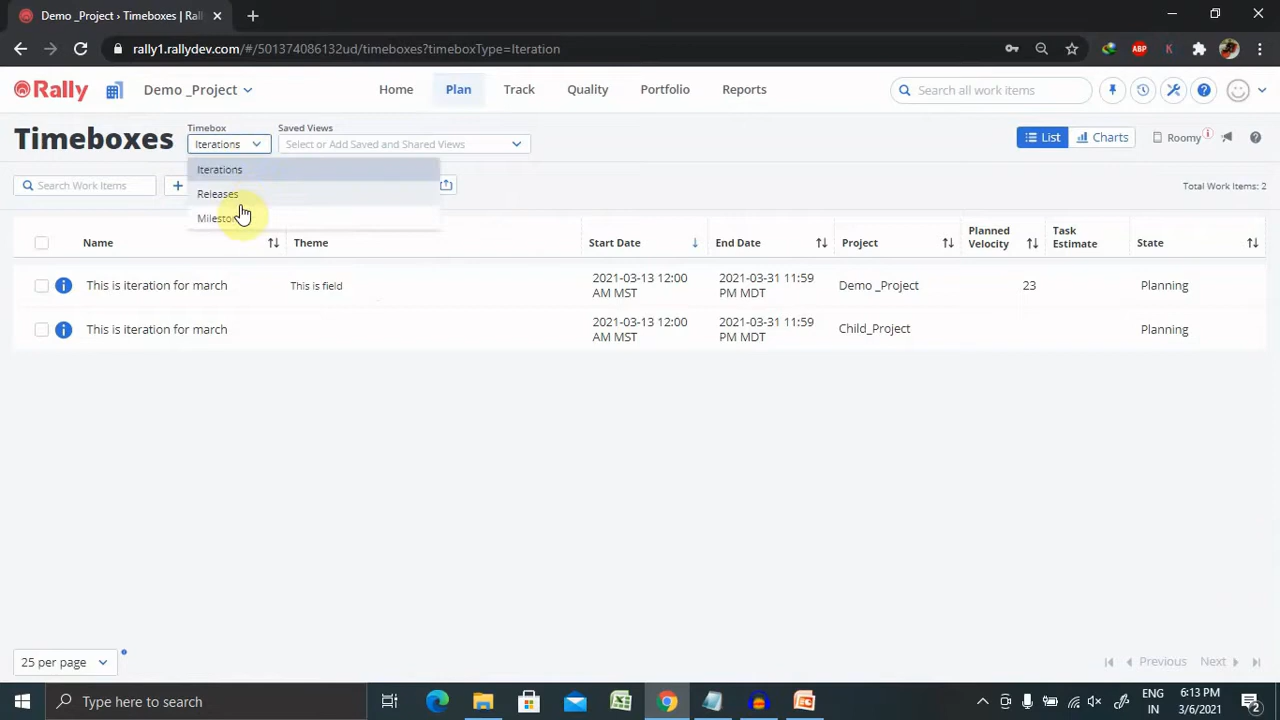 Demo _Project › Timeboxes | Rall
rally1.rallydev.com/#/501374086132ud/timeboxes?timeboxType=Iteration
ABP
K
Rally
Demo _Project
Home
Plan
Track
Quality
Portfolio
Reports
Search all work items
Timeboxes
Timebox
Iterations
Saved Views
Select or Add Saved and Shared Views
List
Charts
Roomy
Iterations
Releases
Search Work Items
Total Work Items: 2
Name
Theme
Start Date
End Date
Project
Planned
Velocity
Task
Estimate
State
This is iteration for march
This is field
2021-03-13 12:00
AM MST
2021-03-31 11:59
PM MDT
Demo _Project
23
Planning
This is iteration for march
2021-03-13 12:00
AM MST
2021-03-31 11:59
PM MDT
Child_Project
Planning
25 per page
Previous
Next
Type here to search
ENG
IN
6:13 PM
3/6/2021
2